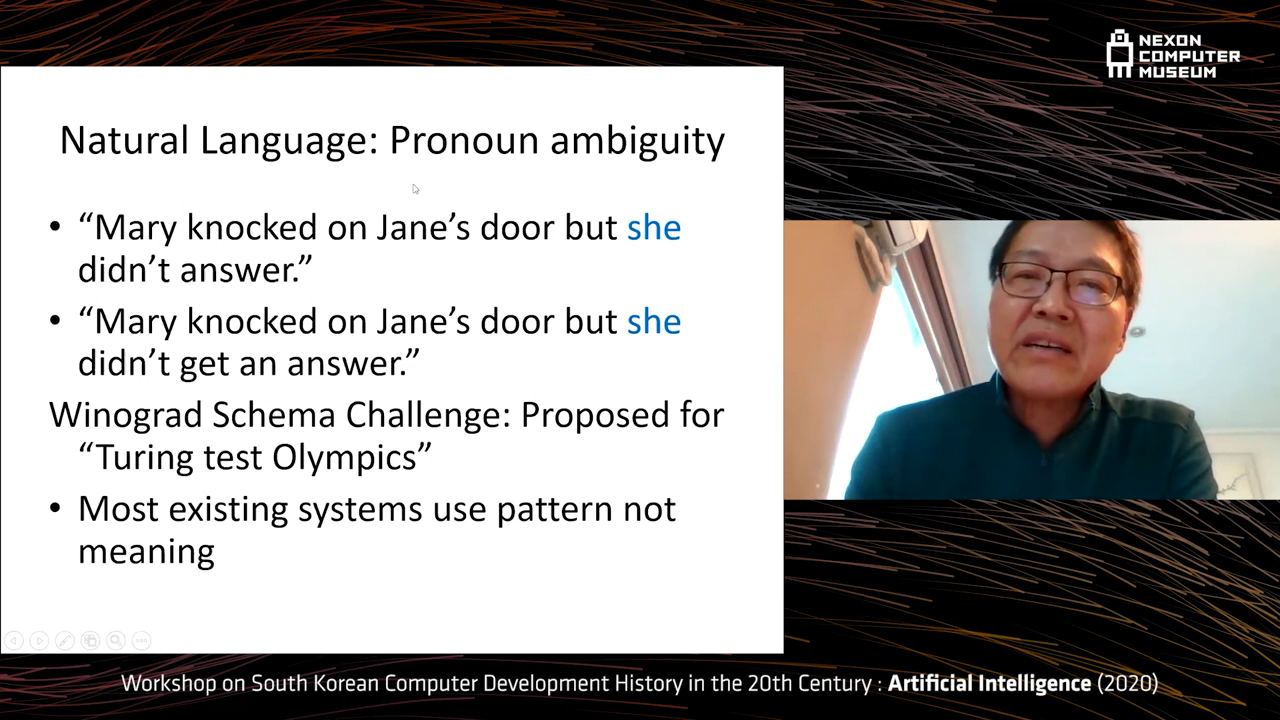 NEXON
COMPUTER
MUSEUM
Natural Language: Pronoun ambiguity
• “Mary knocked on Jane’s door but she
didn’t answer.”
• “Mary knocked on Jane’s door but she
didn’t get an answer.”
Winograd Schema Challenge: Proposed for
“Turing test Olympics”
• Most existing systems use pattern not
meaning
Workshop on South Korean Computer Development History in the 20th Century : Artificial Intelligence (2020)